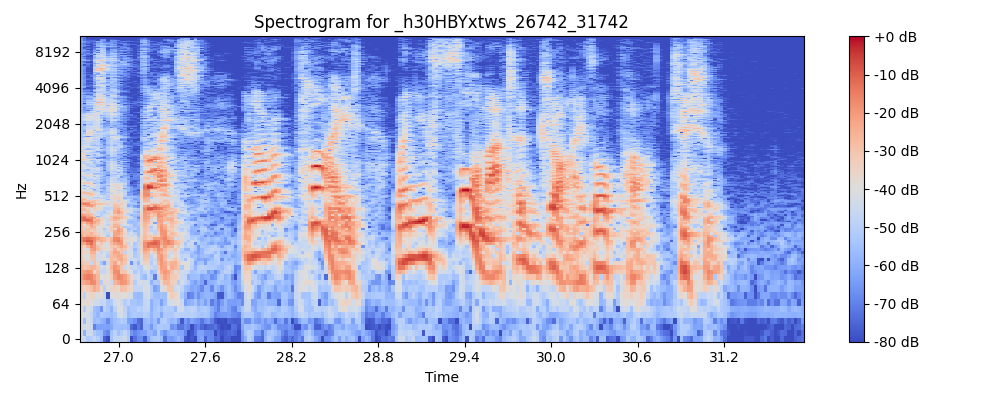 Spectrogram for _h30HBYxtws_26742_31742
8192
4096
2048
1024
512
256
128
64
0
Hz
27.0 27.6 28.2 28.8 29.4 30.0 30.6 31.2
Time
+0 dB
-10 dB
-20 dB
-30 dB
-40 dB
-50 dB
-60 dB
-70 dB
-80 dB